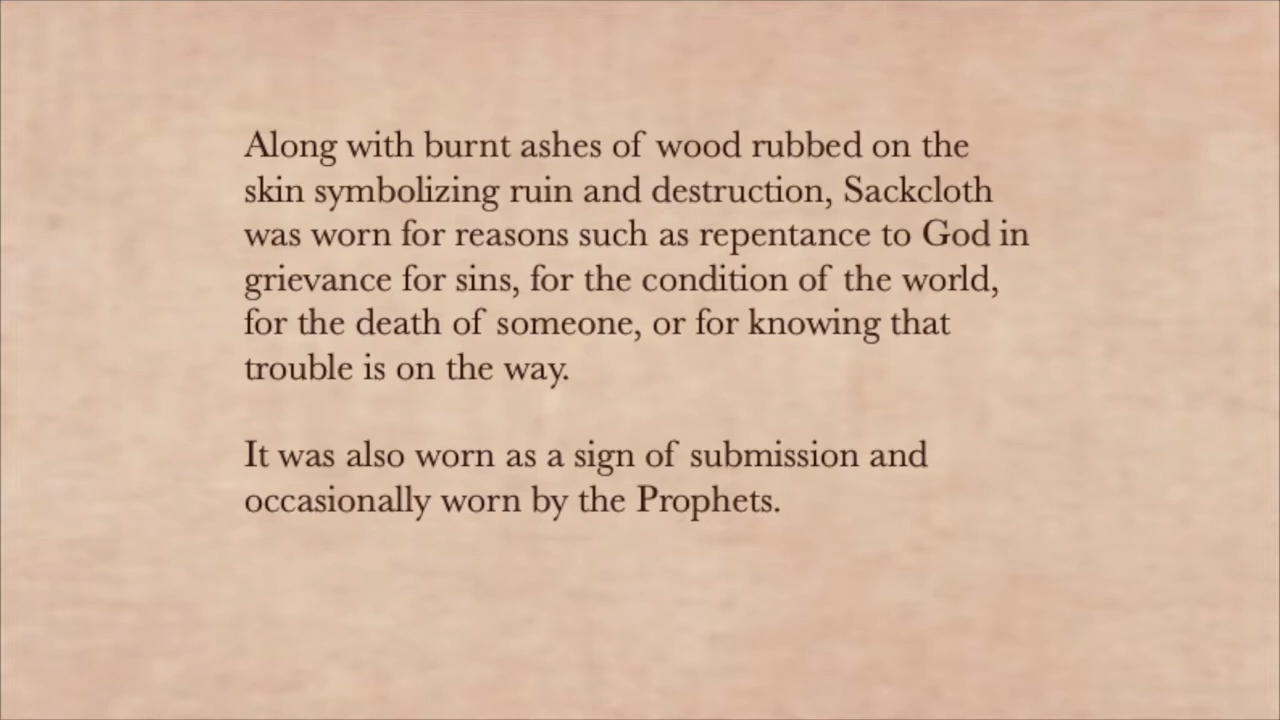 Along with burnt ashes of wood rubbed on the
skin symbolizing ruin and destruction, Sackcloth
was worn for reasons such as repentance to God in
grievance for sins, for the condition of the world,
for the death of someone, or for knowing that
trouble is on the way.
It was also worn as a sign of submission and
occasionally worn by the Prophets.